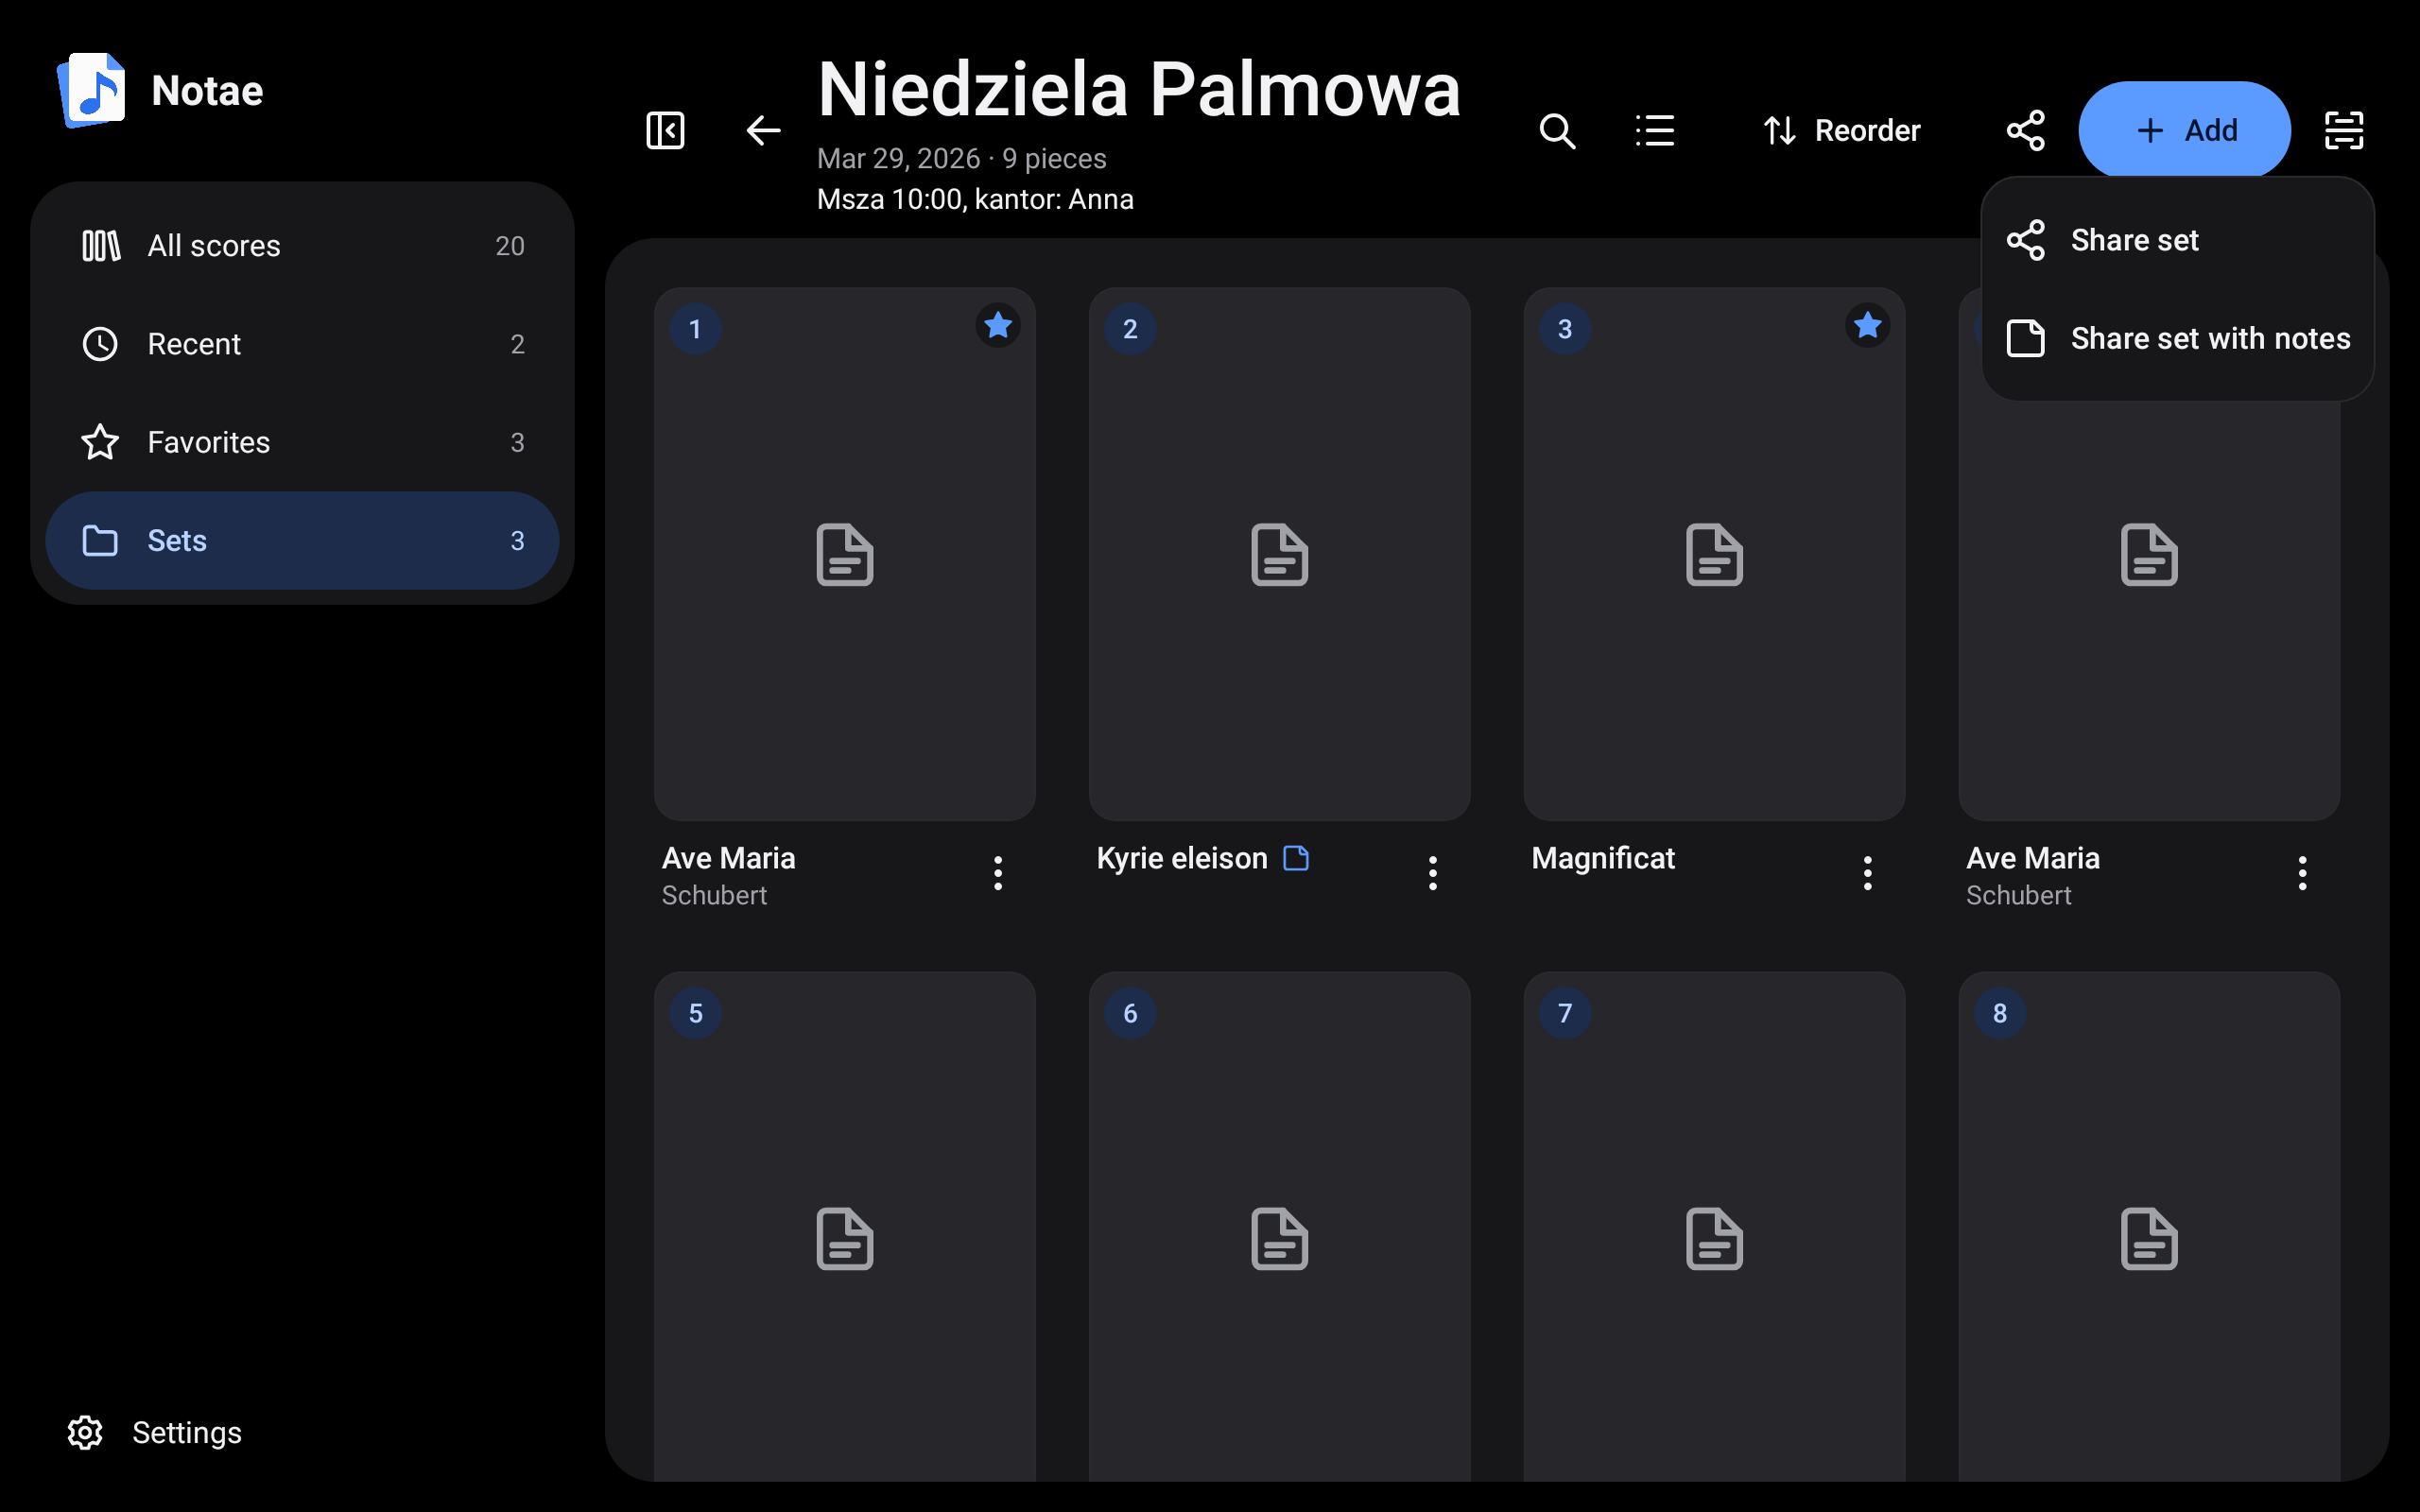 Notae
All scores 20
Recent 2
Favorites 3
Sets 3
Settings
Niedziela Palmowa
Mar 29, 2026 · 9 pieces
Msza 10:00, kantor: Anna
Reorder
Add
Share set
Share set with notes
1
2
3
Ave Maria
Schubert
Kyrie eleison
Magnificat
Ave Maria
Schubert
5
6
7
8